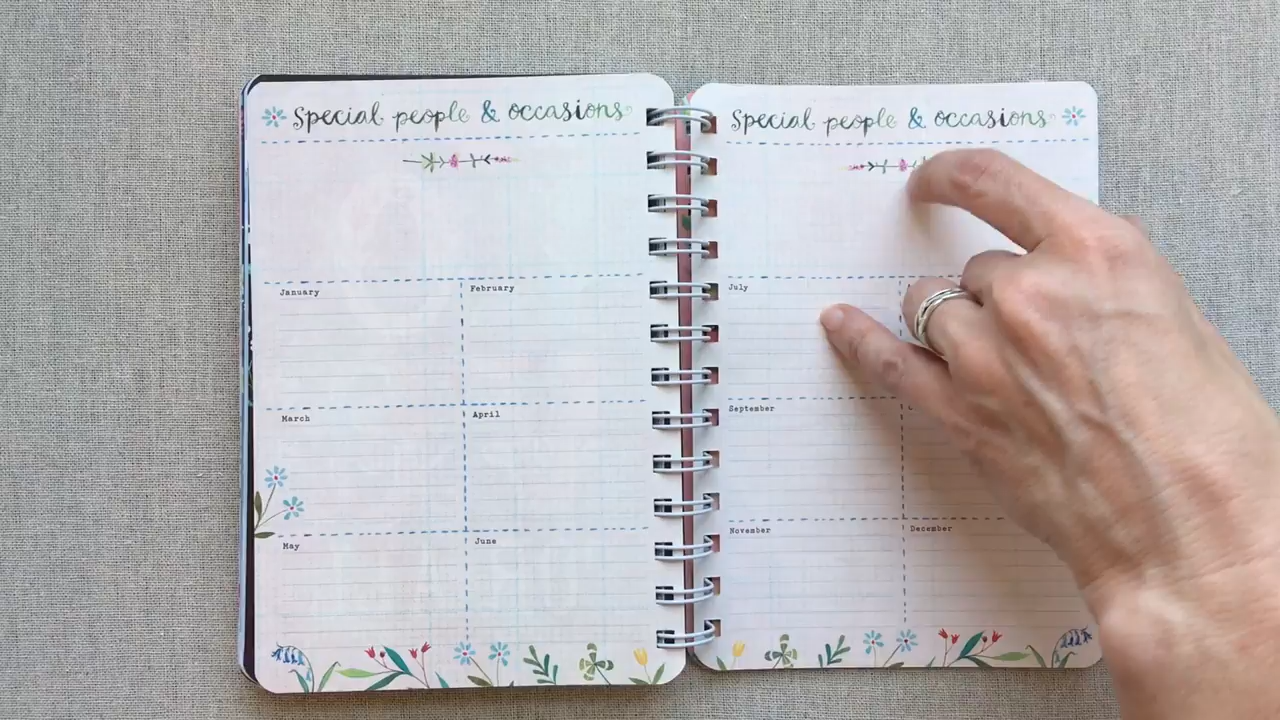 Special people & occasions
January
February
March
April
May
June
Special people & occasions
July
September
November
December